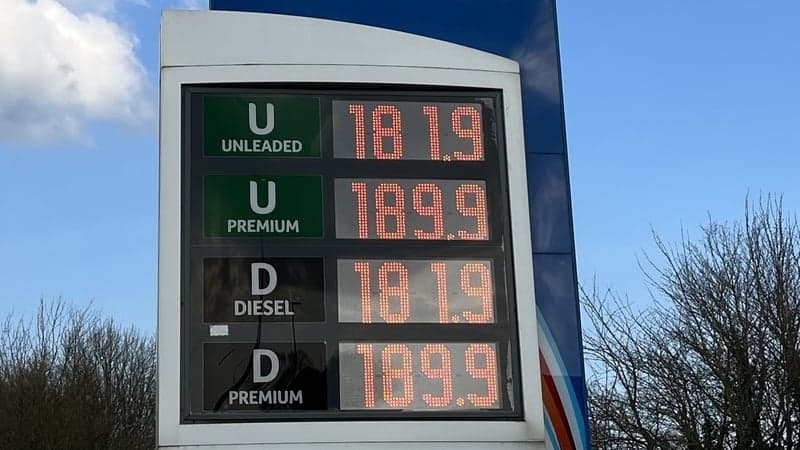 U
UNLEADED
181.9
U
PREMIUM
189.9
D
DIESEL
181.9
D
PREMIUM
189.9